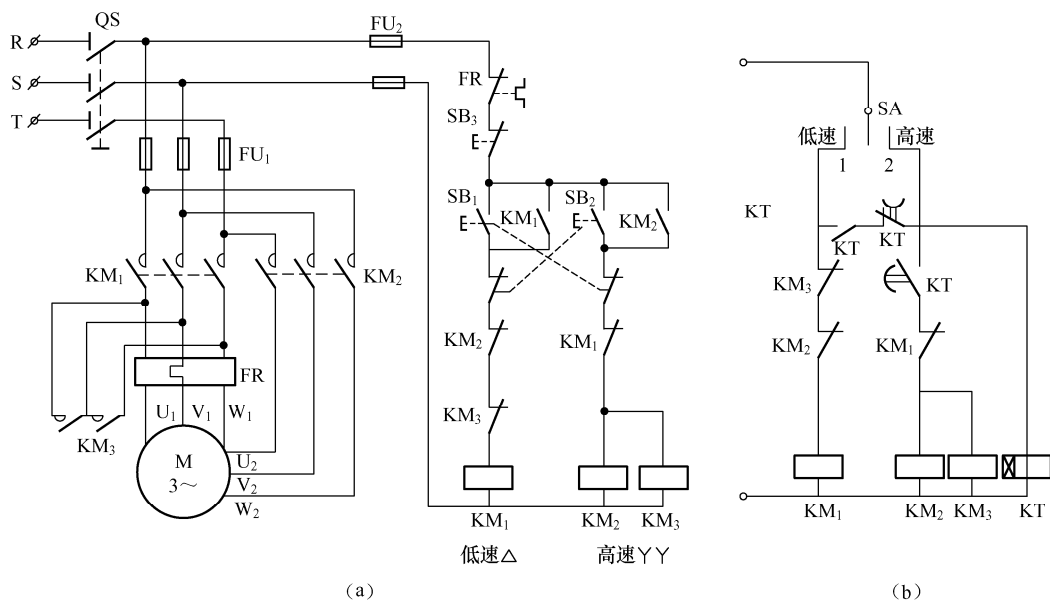 QS
R
S
T
FU₂
FR
SB₃
FU₁
SB₁
KM₁
SB₂
KM₂
KM₁
KM₂
KM₂
KM₁
FR
U₁ V₁ W₁
KM₃
KM₃
M
3～
U₂
V₂
W₂
KM₁ KM₂ KM₃
低速△ 高速YY
(a)
SA
低速 高速
1 2
KT
KT KT
KM₃
KT
KM₂
KM₁
KM₁ KM₂ KM₃ KT
(b)